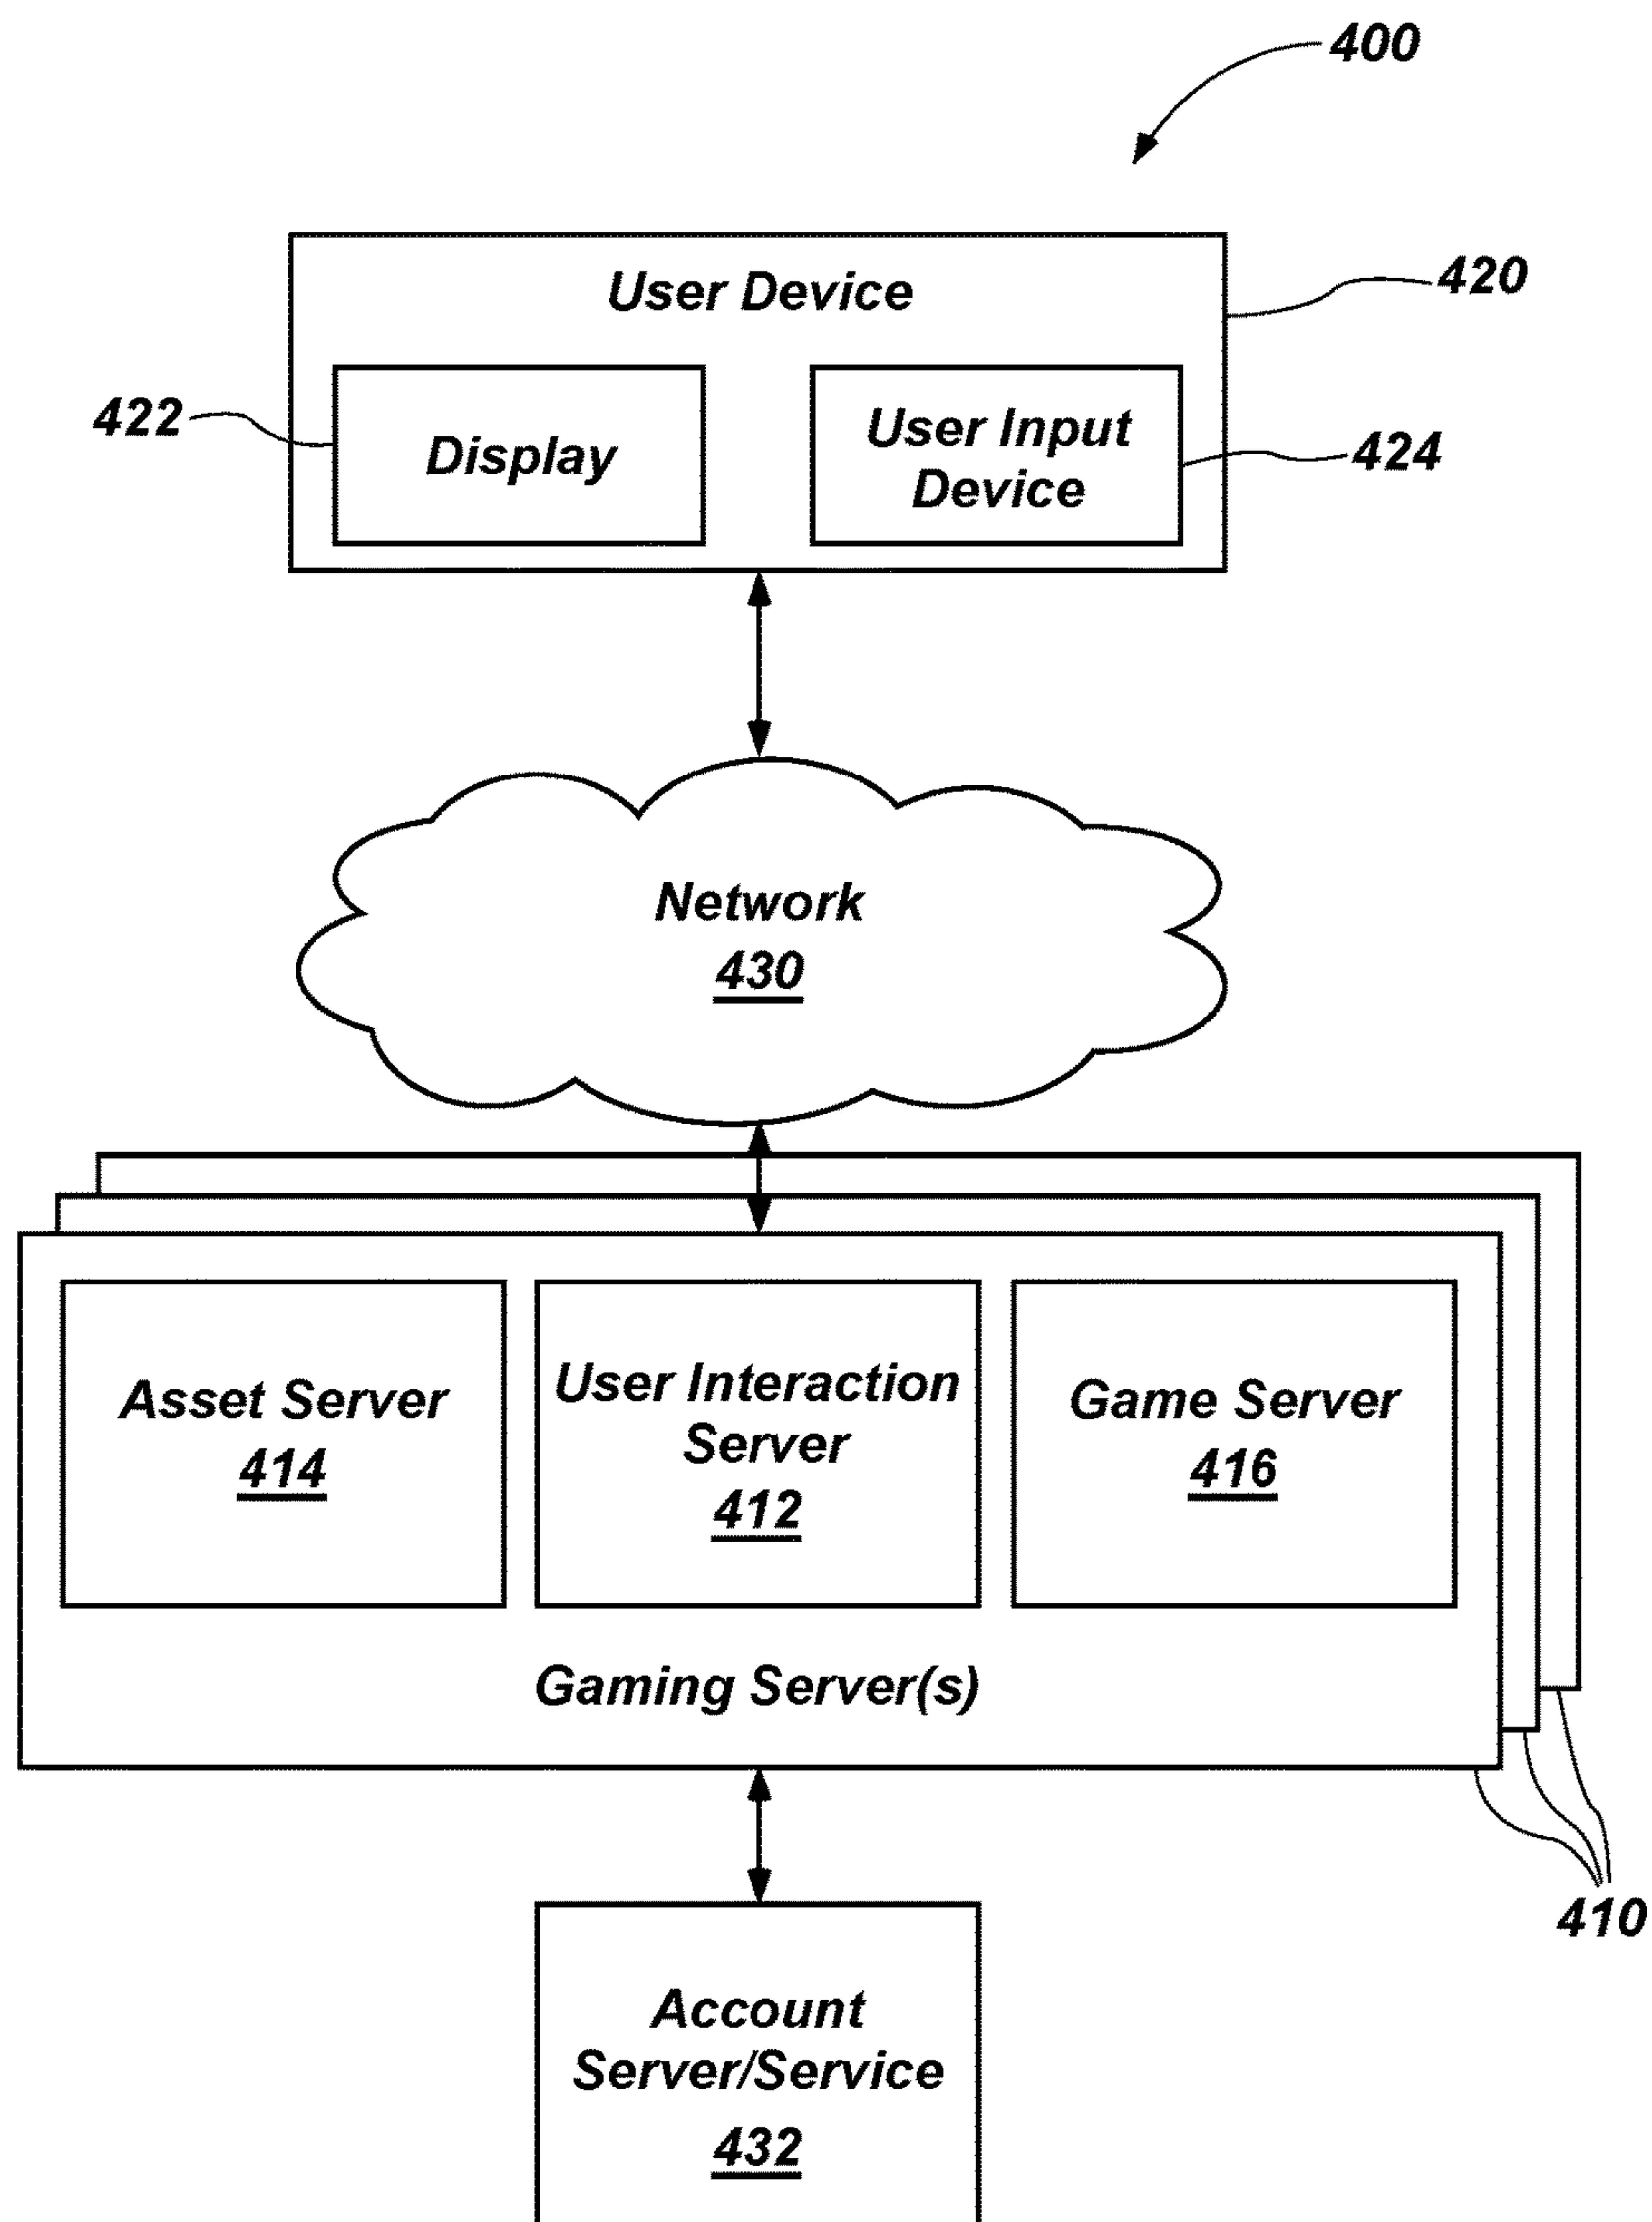 400
User Device
420
422
Display
User Input
Device
424
Network
430
Asset Server
414
User Interaction
Server
412
Game Server
416
Gaming Server(s)
410
Account
Server/Service
432